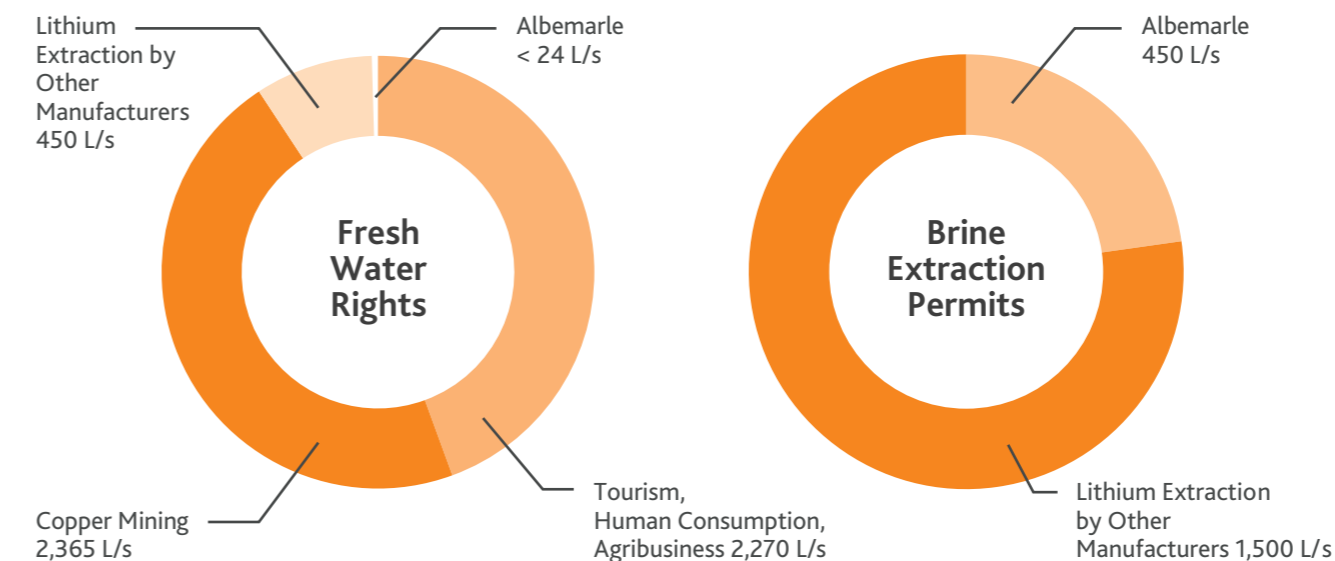 Lithium
Extraction by
Other
Manufacturers
450 L/s
Albemarle
< 24 L/s
Fresh
Water
Rights
Copper Mining
2,365 L/s
Tourism,
Human Consumption,
Agribusiness 2,270 L/s
Albemarle
450 L/s
Brine
Extraction
Permits
Lithium Extraction
by Other
Manufacturers 1,500 L/s